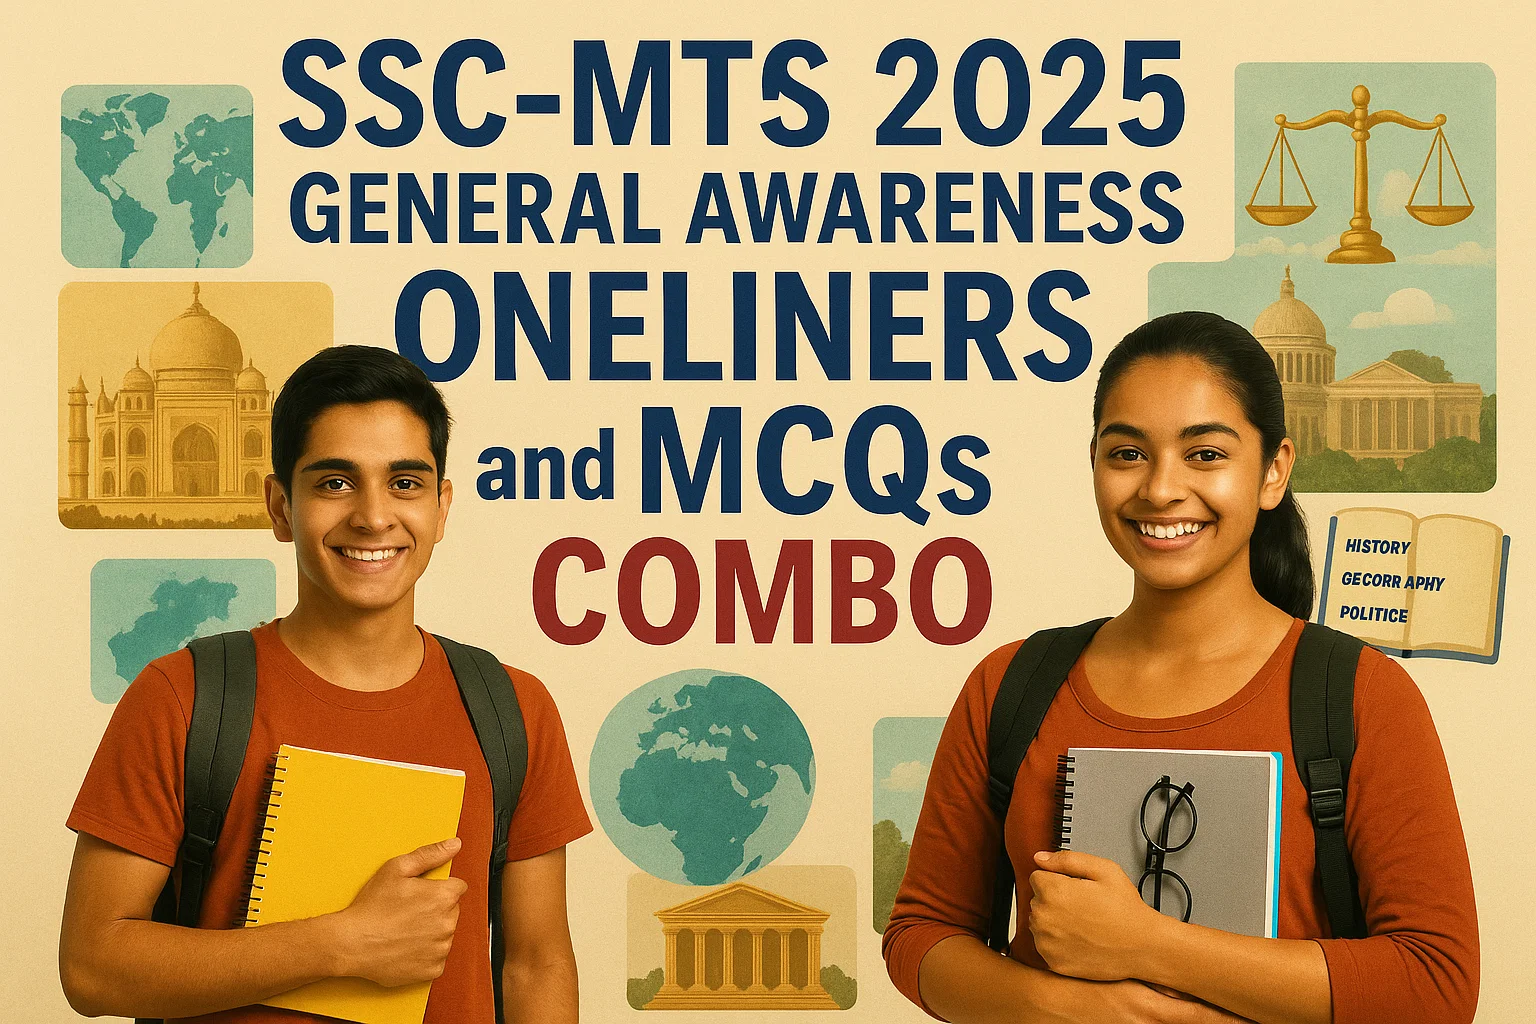 SSC-MTS 2025
GENERAL AWARENESS
ONELINERS
and MCQs
COMBO
HISTORY
GECORR APHY
POLITICE